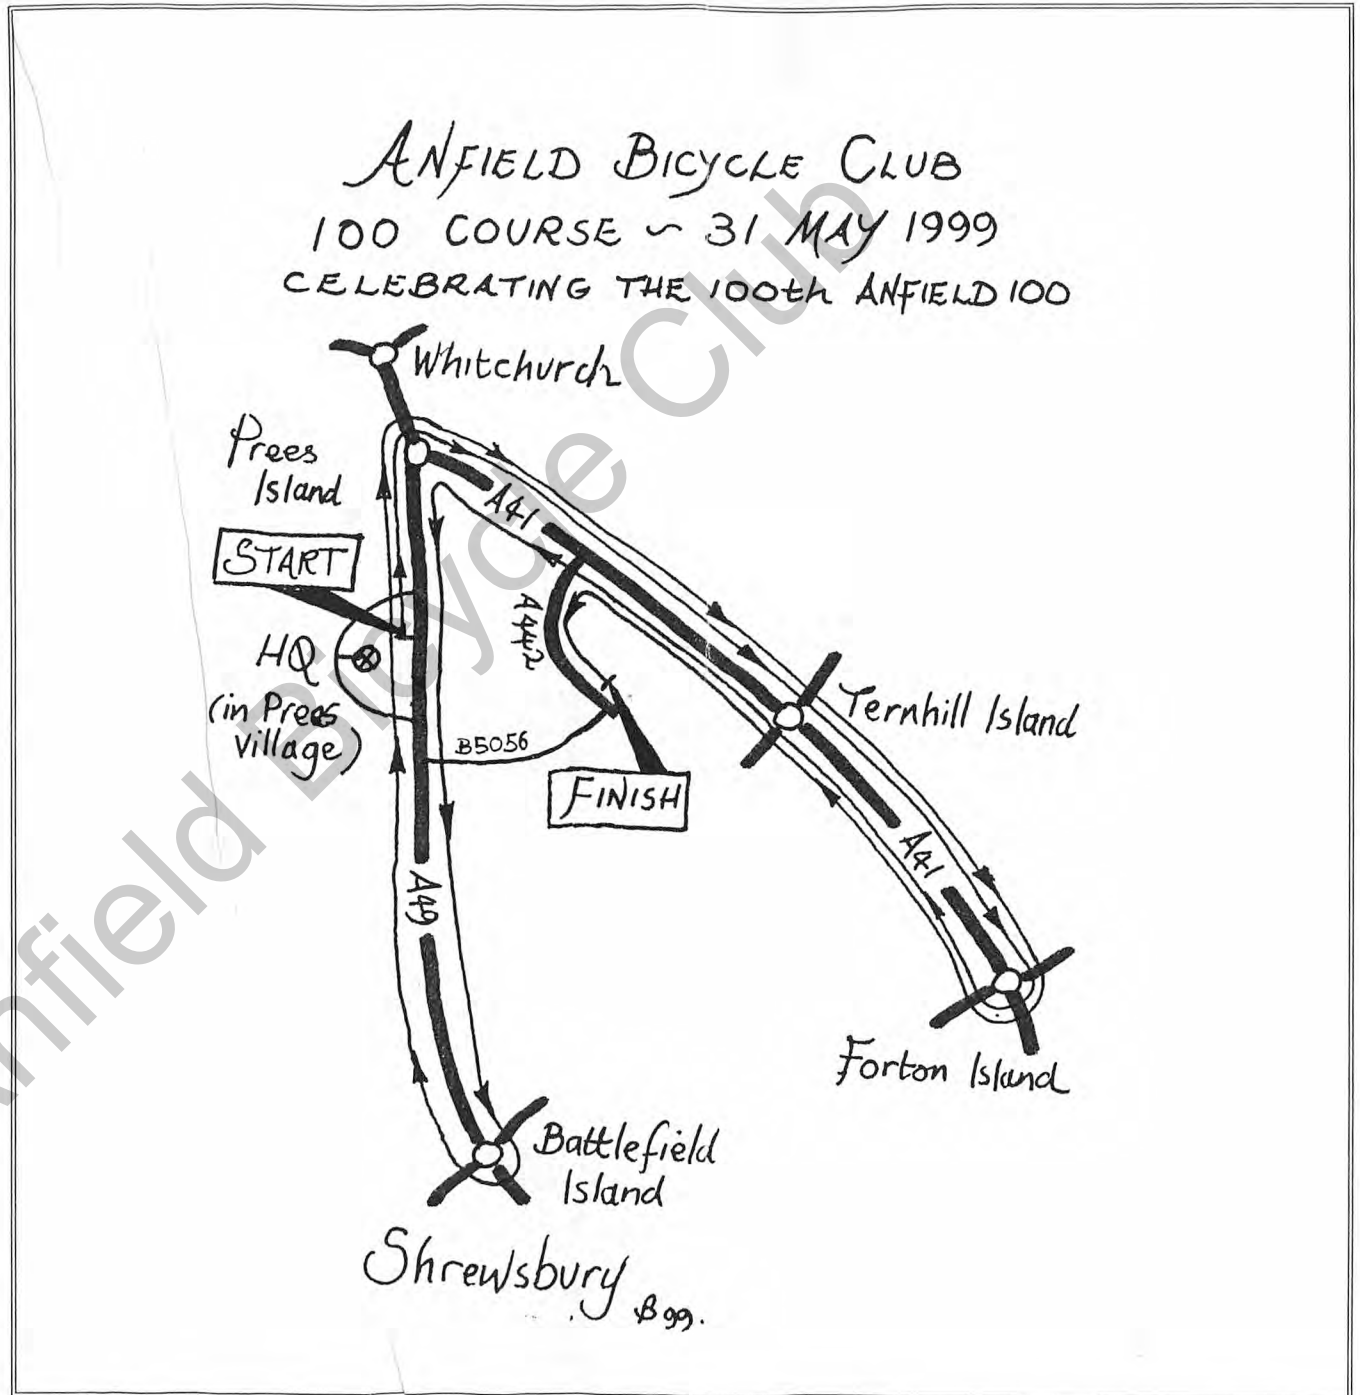 ANFIELD BICYCLE CLUB
100 COURSE ~ 31 MAY 1999
CELEBRATING THE 100th ANFIELD 100
Whitchurch
Prees
Island
A41
START
A442
HQ
(in Prees
Village)
Ternhill Island
B5056
FINISH
A41
A49
Forton Island
Battlefield
Island
Shrewsbury
99.
Anfield Bicycle Club